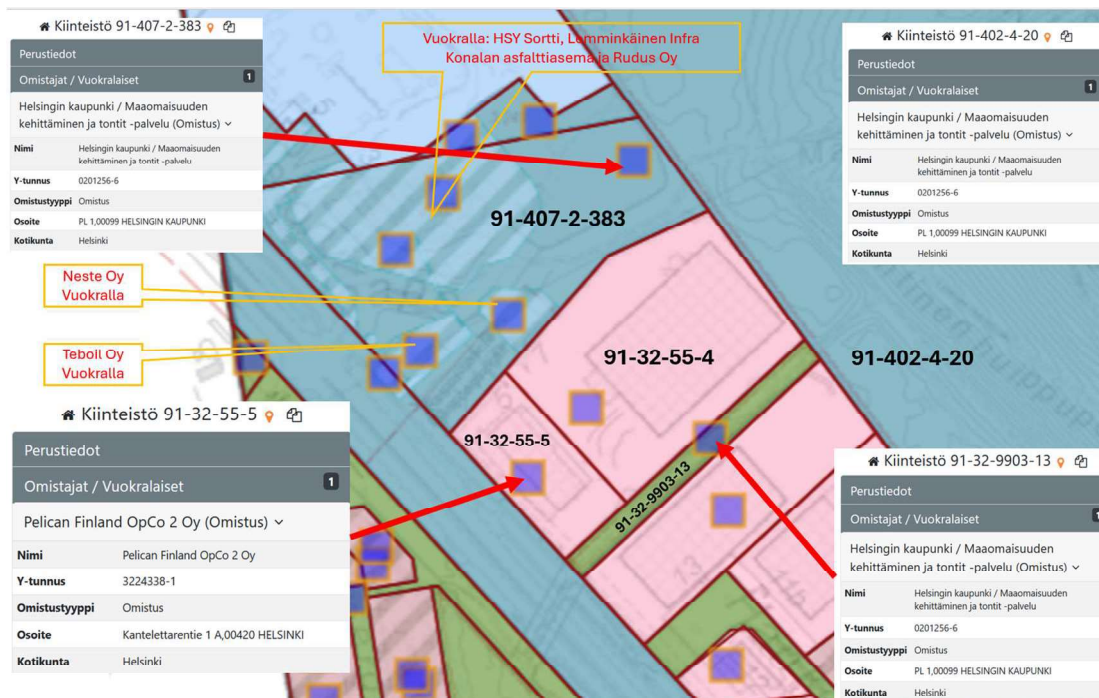 Kiinteistö 91-407-2-383
Perustiedot
Omistajat / Vuokralaiset 1
Helsingin kaupunki / Maaomaisuuden
kehittäminen ja tontit -palvelu (Omistus)
Nimi Helsingin kaupunki / Maaomaisuuden
kehittäminen ja tontit -palvelu
Y-tunnus 0201256-6
Omistustyyppi Omistus
Osoite PL 1,00099 HELSINGIN KAUPUNKI
Kotikunta Helsinki
Vuokralla: HSY Sortti, Lemminkäinen Infra
Konalan asfalttiasema ja Rudus Oy
Kiinteistö 91-402-4-20
Perustiedot
Omistajat / Vuokralaiset 1
Helsingin kaupunki / Maaomaisuuden
kehittäminen ja tontit -palvelu (Omistus)
Nimi Helsingin kaupunki / Maaomaisuuden
kehittäminen ja tontit -palvelu
Y-tunnus 0201256-6
Omistustyyppi Omistus
Osoite PL 1,00099 HELSINGIN KAUPUNKI
Kotikunta Helsinki
91-407-2-383
Neste Oy
Vuokralla
Teboil Oy
Vuokralla
91-32-55-4
91-402-4-20
91-32-55-5
91-32-9903-13
13
Kiinteistö 91-32-55-5
Perustiedot
Omistajat / Vuokralaiset 1
Pelican Finland OpCo 2 Oy (Omistus)
Nimi Pelican Finland OpCo 2 Oy
Y-tunnus 3224338-1
Omistustyyppi Omistus
Osoite Kantelettarentie 1 A,00420 HELSINKI
Kotikunta Helsinki
Kiinteistö 91-32-9903-13
Perustiedot
Omistajat / Vuokralaiset 1
Helsingin kaupunki / Maaomaisuuden
kehittäminen ja tontit -palvelu (Omistus)
Nimi Helsingin kaupunki / Maaomaisuuden
kehittäminen ja tontit -palvelu
Y-tunnus 0201256-6
Omistustyyppi Omistus
Osoite PL 1,00099 HELSINGIN KAUPUNKI
Kotikunta Helsinki